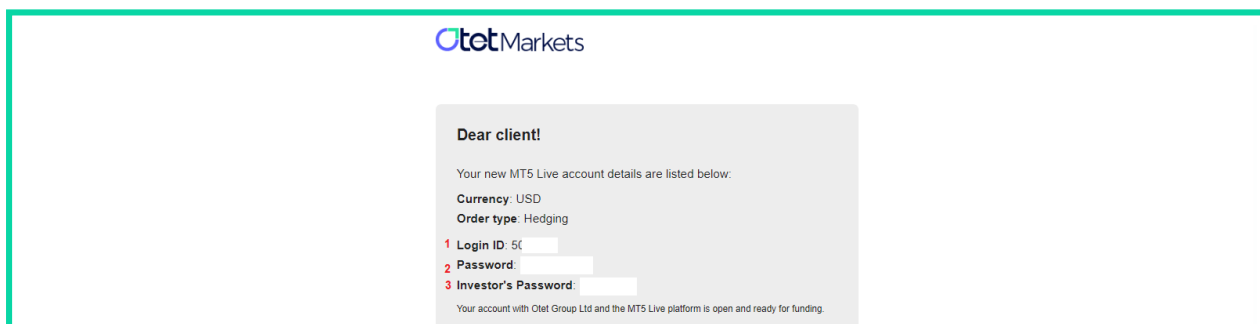 OtetMarkets
Dear client!
Your new MT5 Live account details are listed below:
Currency: USD
Order type: Hedging
1 Login ID: 50
2 Password:
3 Investor's Password:
Your account with Otet Group Ltd and the MT5 Live platform is open and ready for funding.